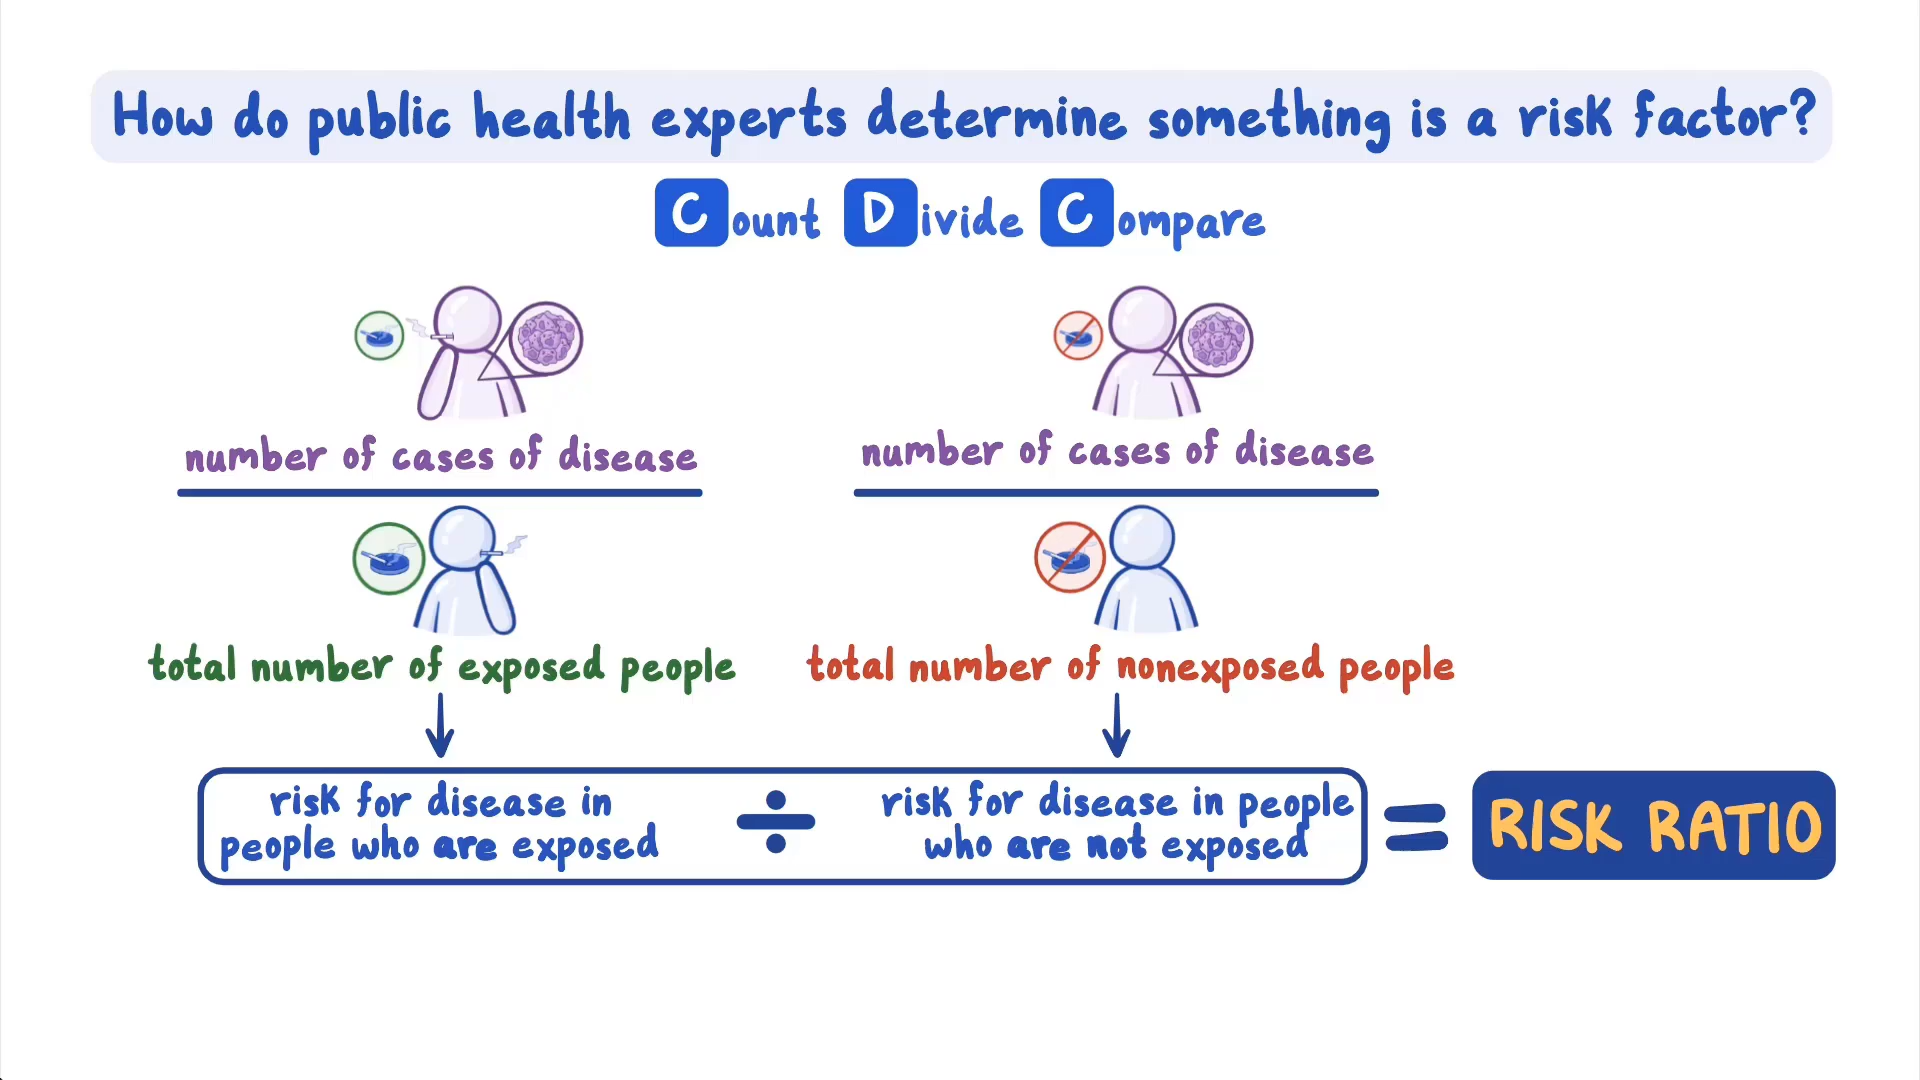 How do public health experts determine something is a risk factor?
Count Divide Compare
number of cases of disease
total number of exposed people
number of cases of disease
total number of nonexposed people
risk for disease in
people who are exposed
÷
risk for disease in people
who are not exposed
=
RISK RATIO